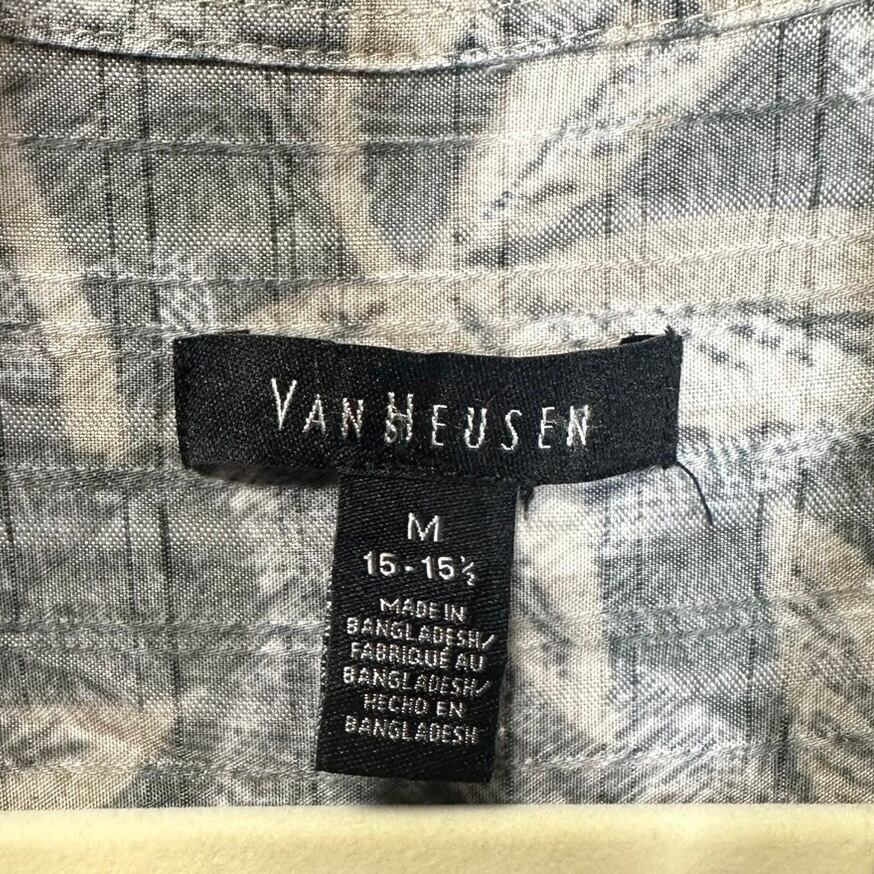 VAN HEUSEN
M
15 - 15½
MADE IN
BANGLADESH/
FABRIQUÉ AU
BANGLADESH/
HECHO EN
BANGLADESH